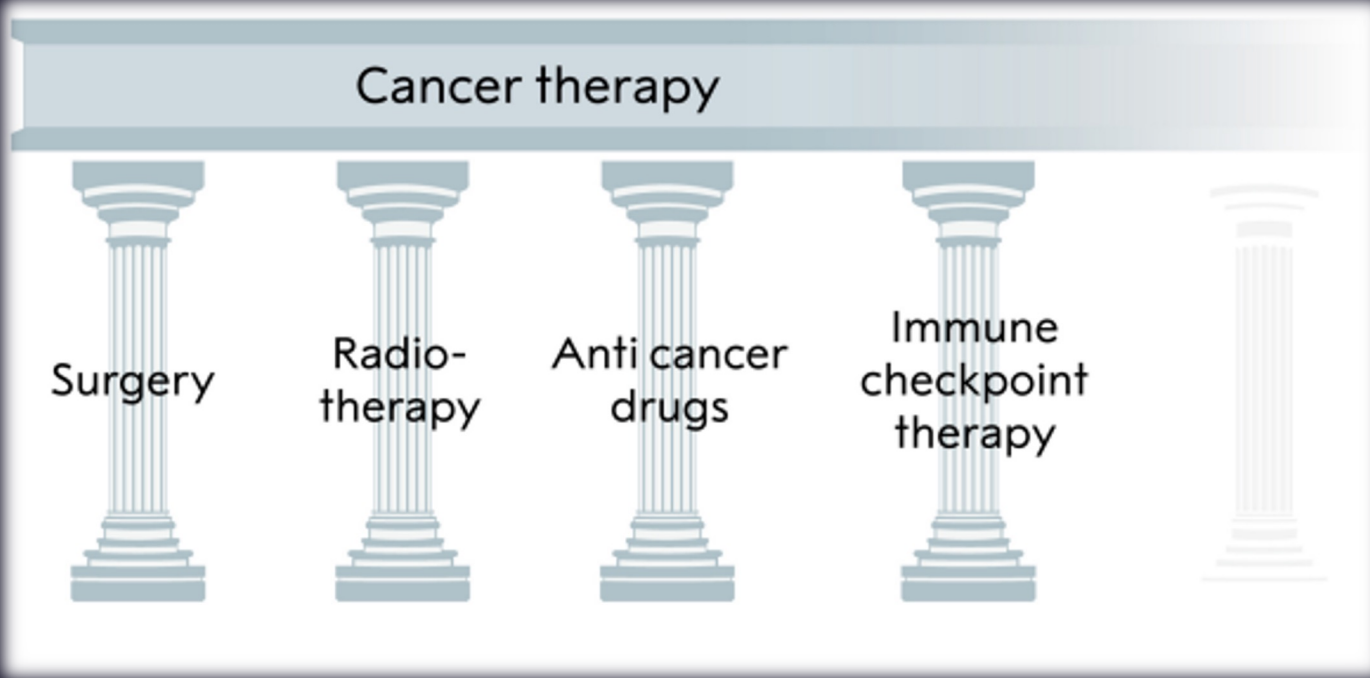 Cancer therapy
Surgery
Radio-
therapy
Anti cancer
drugs
Immune
checkpoint
therapy